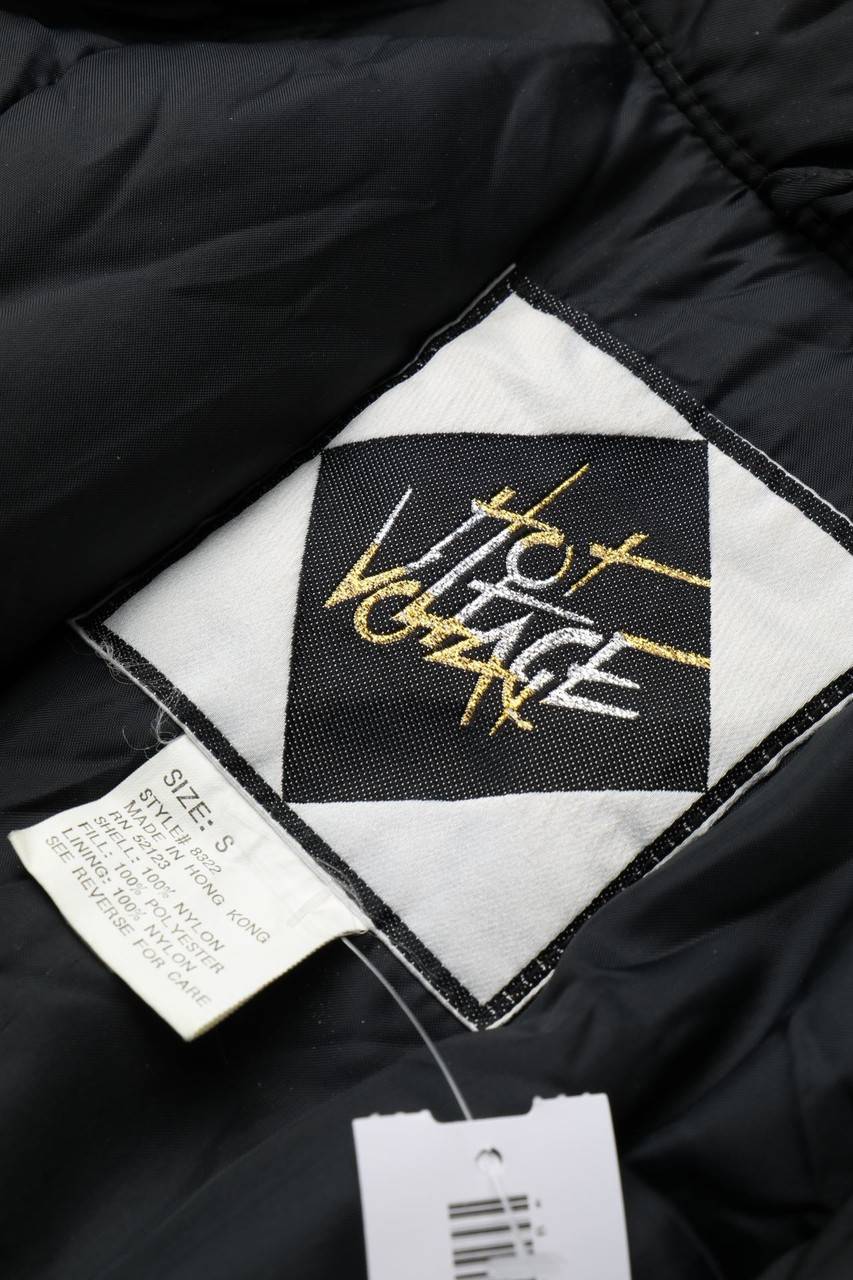 HOT
VOLTAGE
SIZE: S
STYLE# 8322
MADE IN HONG KONG
RN 52123
SHELL: 100% NYLON
FILL: 100% POLYESTER
LINING: 100% NYLON
SEE REVERSE FOR CARE